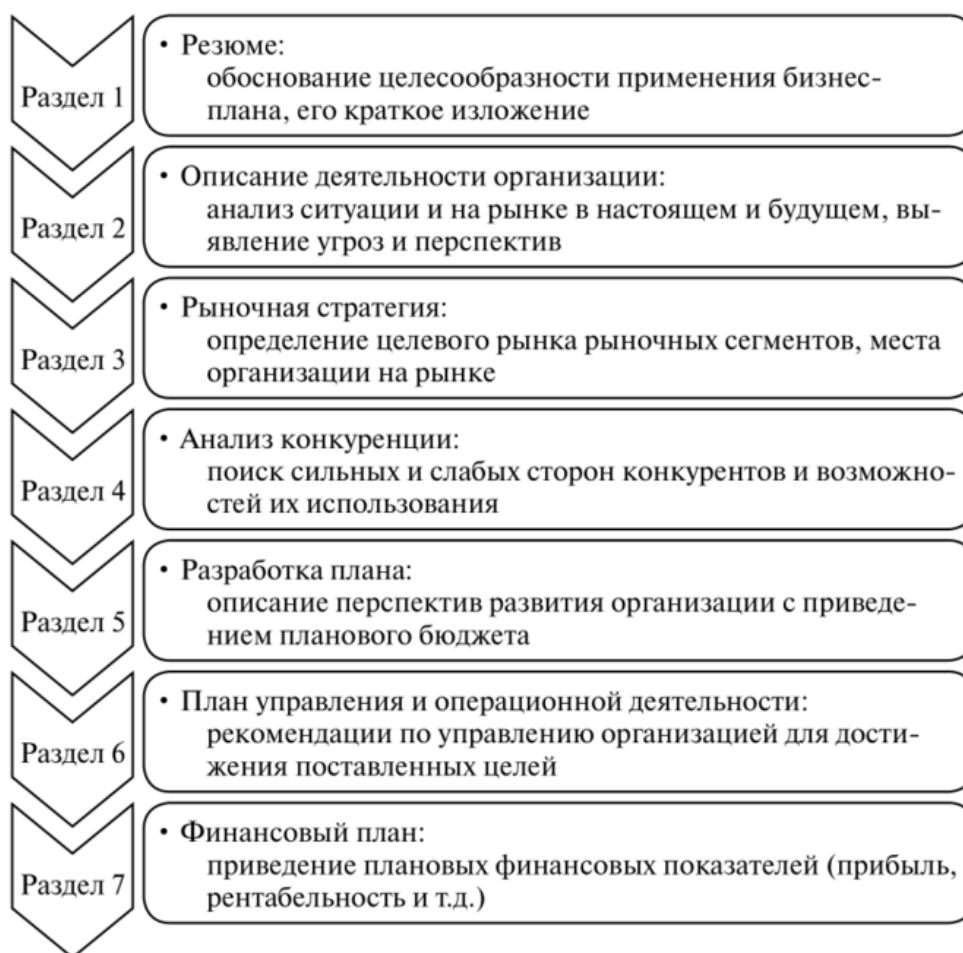 Раздел 1
• Резюме:
обоснование целесообразности применения бизнес-
плана, его краткое изложение
Раздел 2
• Описание деятельности организации:
анализ ситуации и на рынке в настоящем и будущем, вы-
явление угроз и перспектив
Раздел 3
• Рыночная стратегия:
определение целевого рынка рыночных сегментов, места
организации на рынке
Раздел 4
• Анализ конкуренции:
поиск сильных и слабых сторон конкурентов и возможно-
стей их использования
Раздел 5
• Разработка плана:
описание перспектив развития организации с приведе-
нием планового бюджета
Раздел 6
• План управления и операционной деятельности:
рекомендации по управлению организацией для дости-
жения поставленных целей
Раздел 7
• Финансовый план:
приведение плановых финансовых показателей (прибыль,
рентабельность и т.д.)